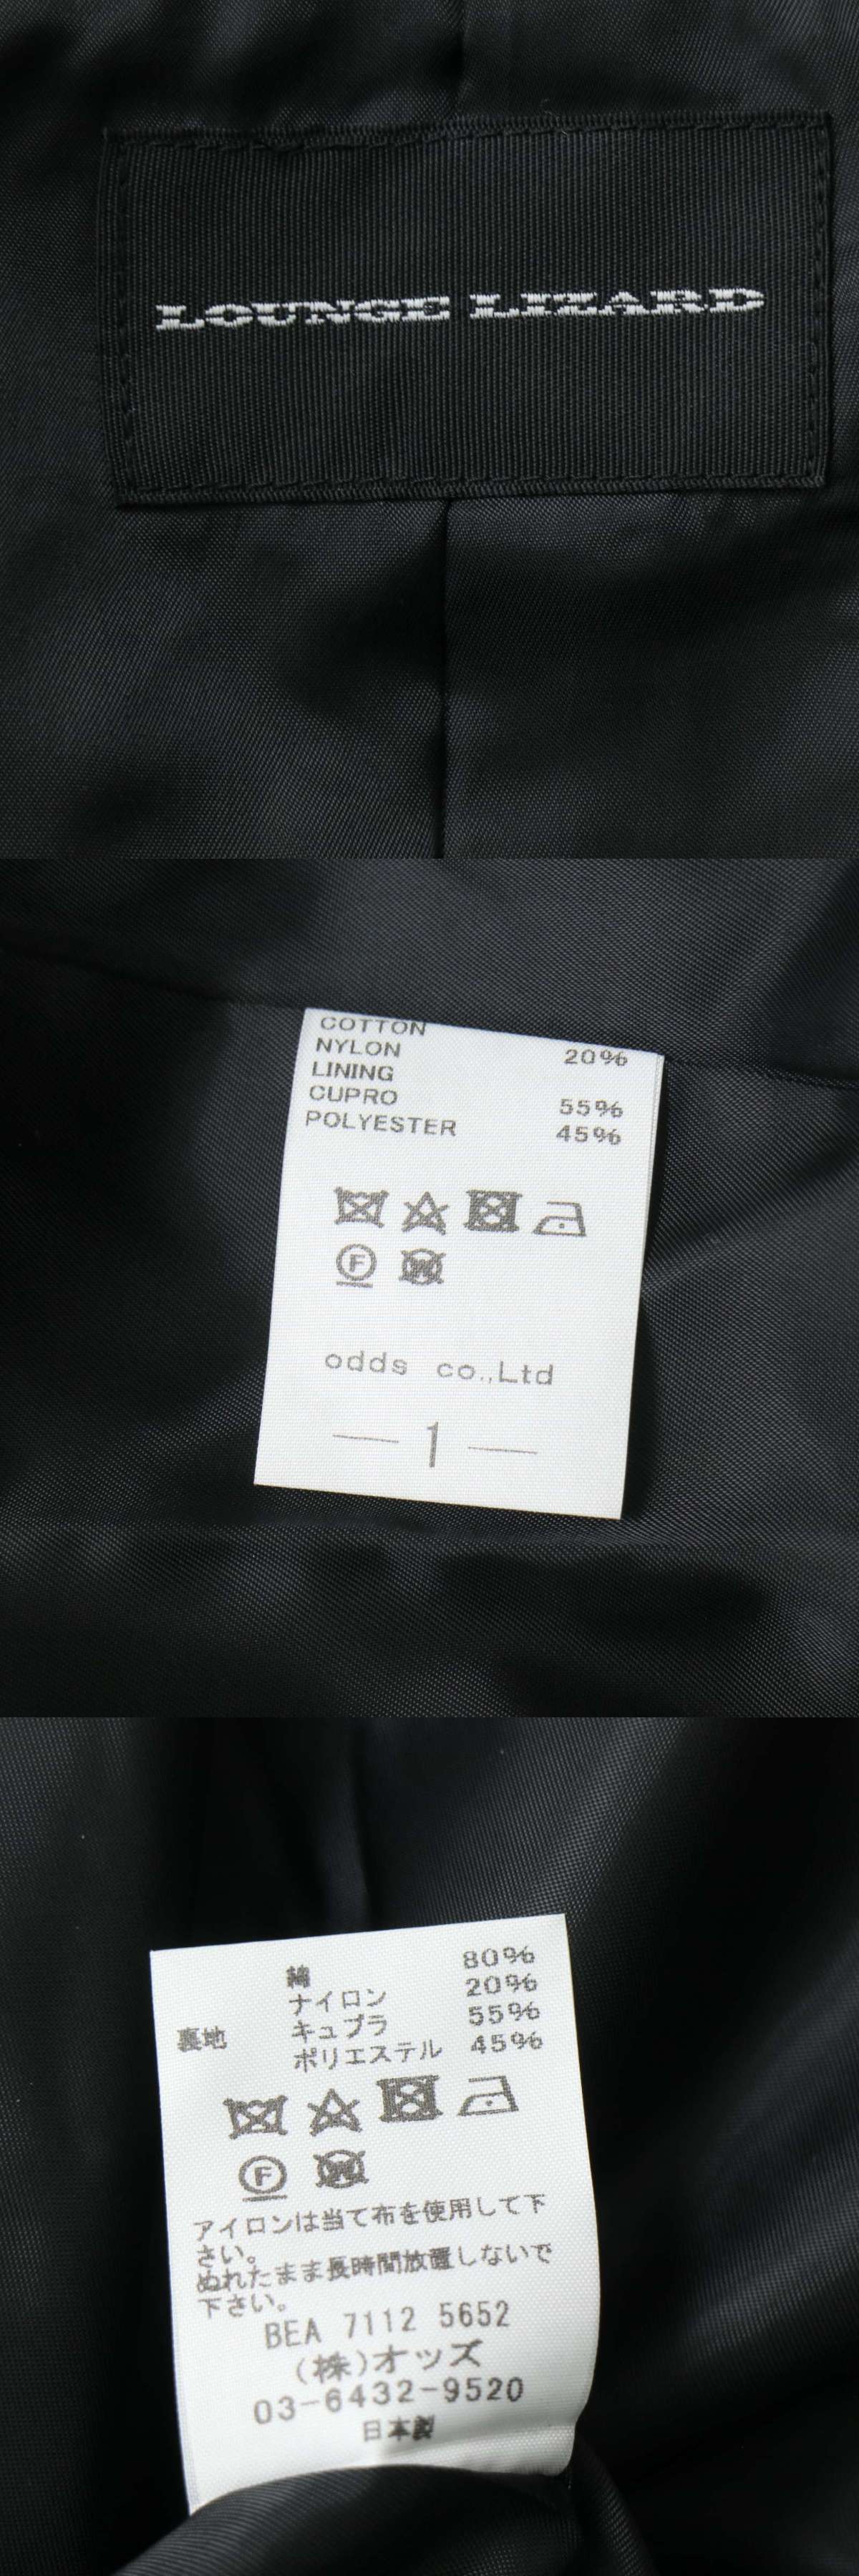 LOUNGE LIZARD
COTTON
NYLON 20%
LINING
CUPRO 55%
POLYESTER 45%
F
W
odds co.,Ltd
— 1 —
綿 80%
ナイロン 20%
裏地 キュプラ 55%
ポリエステル 45%
F
W
アイロンは当て布を使用して下
さい。
ぬれたまま長時間放置しないで
下さい。
BEA 7112 5652
(株)オッズ
03-6432-9520
日本製